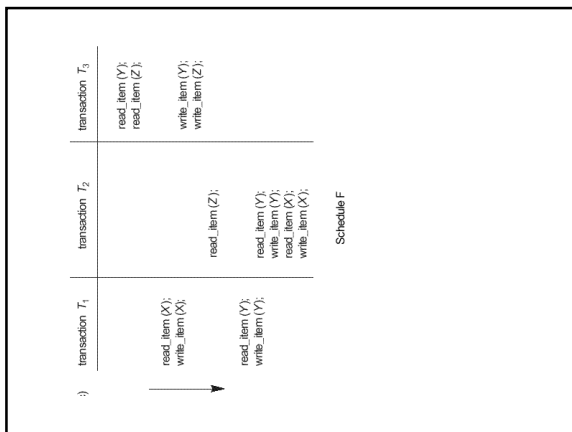 :)
transaction T₁
read_item(X);
write_item(X);
read_item(Y);
write_item(Y);
transaction T₂
read_item(Z);
read_item(Y);
write_item(Y);
read_item(X);
write_item(X);
transaction T₃
read_item(Y);
read_item(Z);
write_item(Y);
write_item(Z);
Schedule F